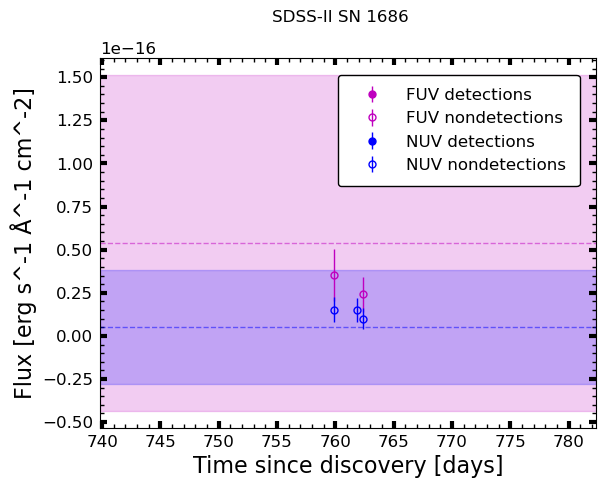 SDSS-II SN 1686
1e−16
1.50
1.25
1.00
0.75
0.50
0.25
0.00
−0.25
−0.50
Flux [erg s^-1 Å^-1 cm^-2]
FUV detections
FUV nondetections
NUV detections
NUV nondetections
740 745 750 755 760 765 770 775 780
Time since discovery [days]